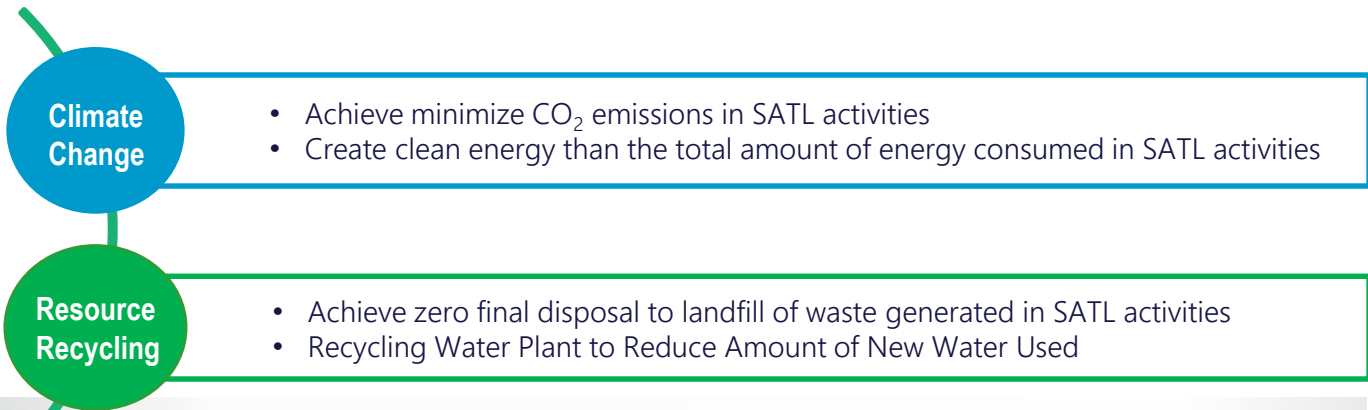 Climate
Change
• Achieve minimize CO₂ emissions in SATL activities
• Create clean energy than the total amount of energy consumed in SATL activities
Resource
Recycling
• Achieve zero final disposal to landfill of waste generated in SATL activities
• Recycling Water Plant to Reduce Amount of New Water Used